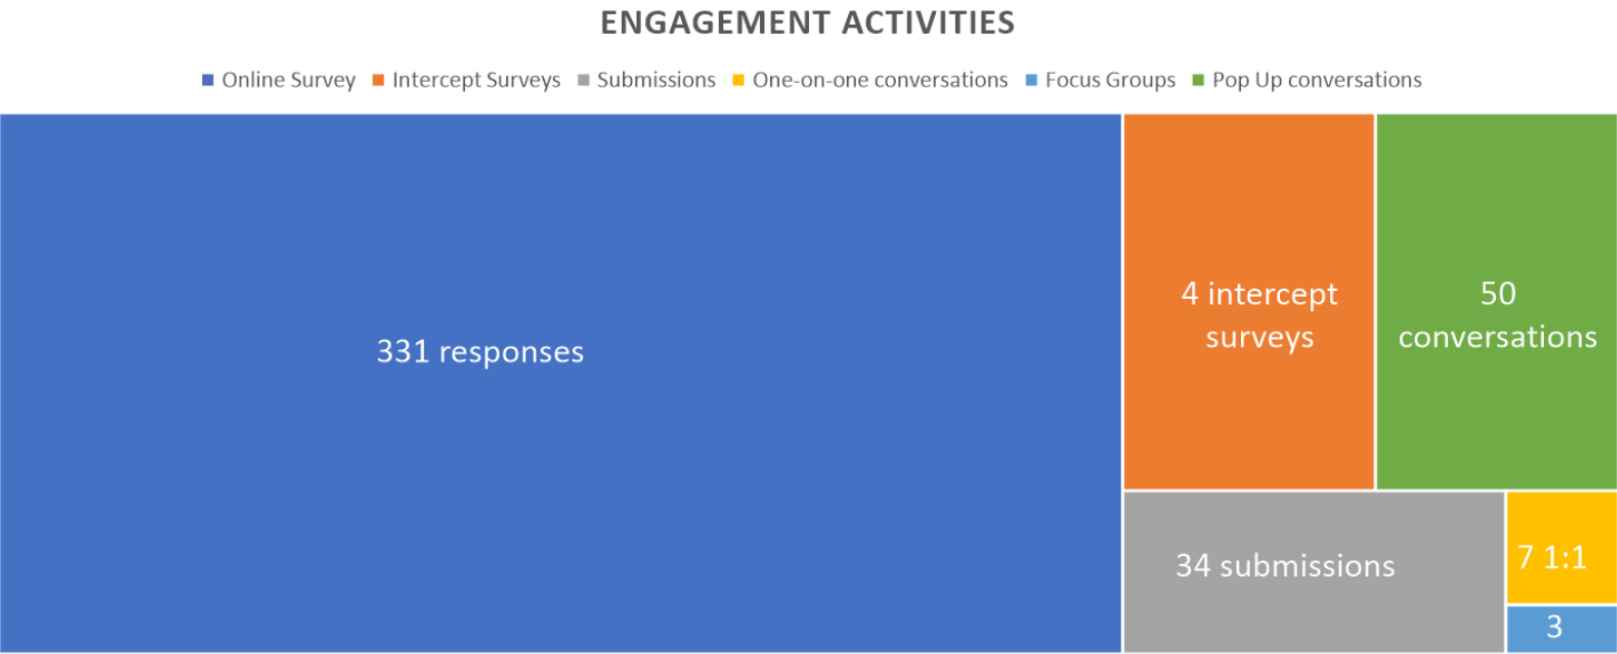 ENGAGEMENT ACTIVITIES
Online Survey Intercept Surveys Submissions One-on-one conversations Focus Groups Pop Up conversations
331 responses
4 intercept
surveys
50
conversations
34 submissions
7 1:1
3